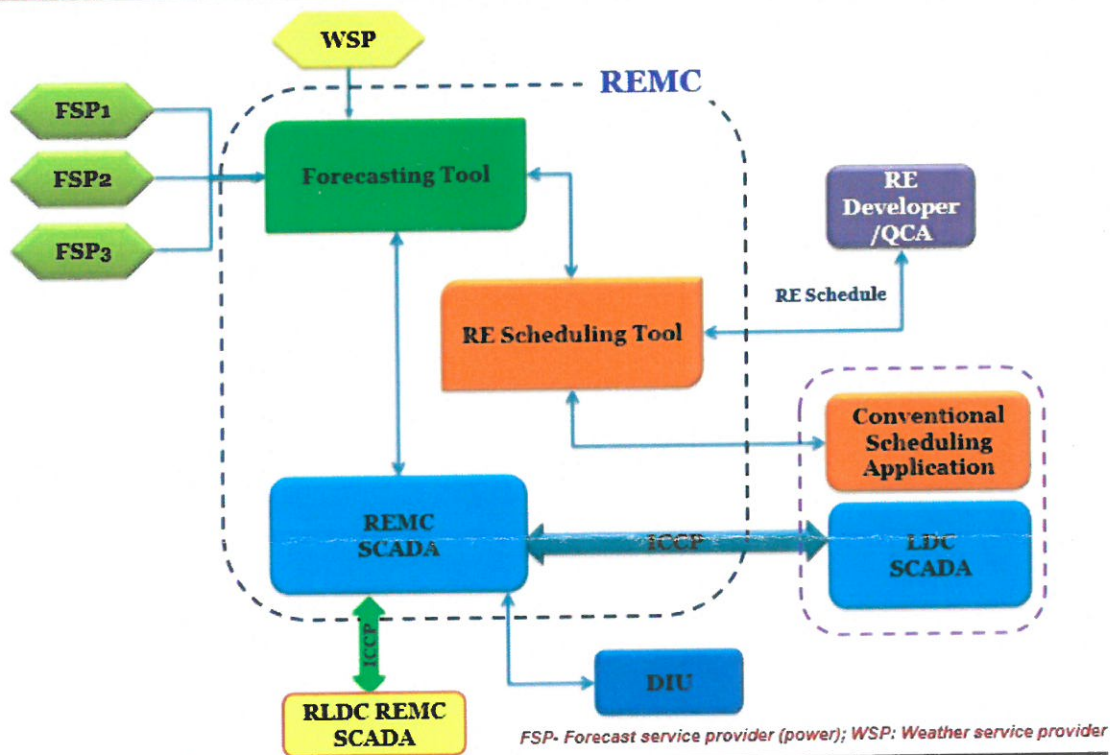 WSP
REMC
FSP1
Forecasting Tool
FSP2
FSP3
RE
Developer
/QCA
RE Schedule
RE Scheduling Tool
Conventional
Scheduling
Application
REMC
SCADA
ICCP
LDC
SCADA
ICCP
DIU
RLDC REMC
SCADA
FSP- Forecast service provider (power); WSP: Weather service provider